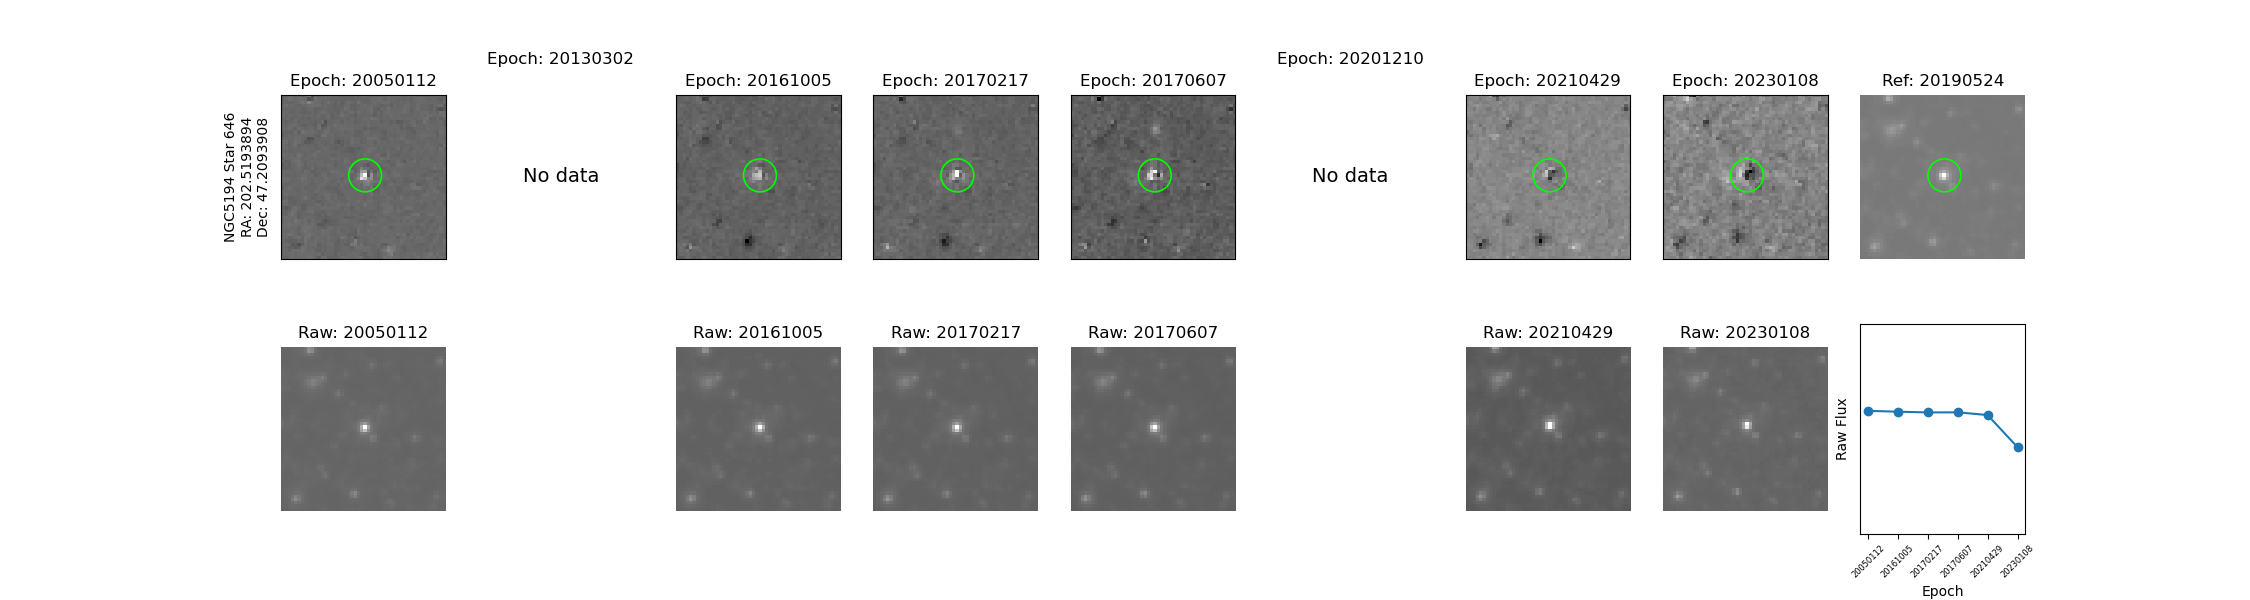 Epoch: 20130302
Epoch: 20201210
Epoch: 20050112
Epoch: 20161005
Epoch: 20170217
Epoch: 20170607
Epoch: 20210429
Epoch: 20230108
Ref: 20190524
NGC5194 Star 646
RA: 202.5193894
Dec: 47.2093908
No data
No data
Raw: 20050112
Raw: 20161005
Raw: 20170217
Raw: 20170607
Raw: 20210429
Raw: 20230108
Raw Flux
20050112
20161005
20170217
20170607
20210429
20230108
Epoch